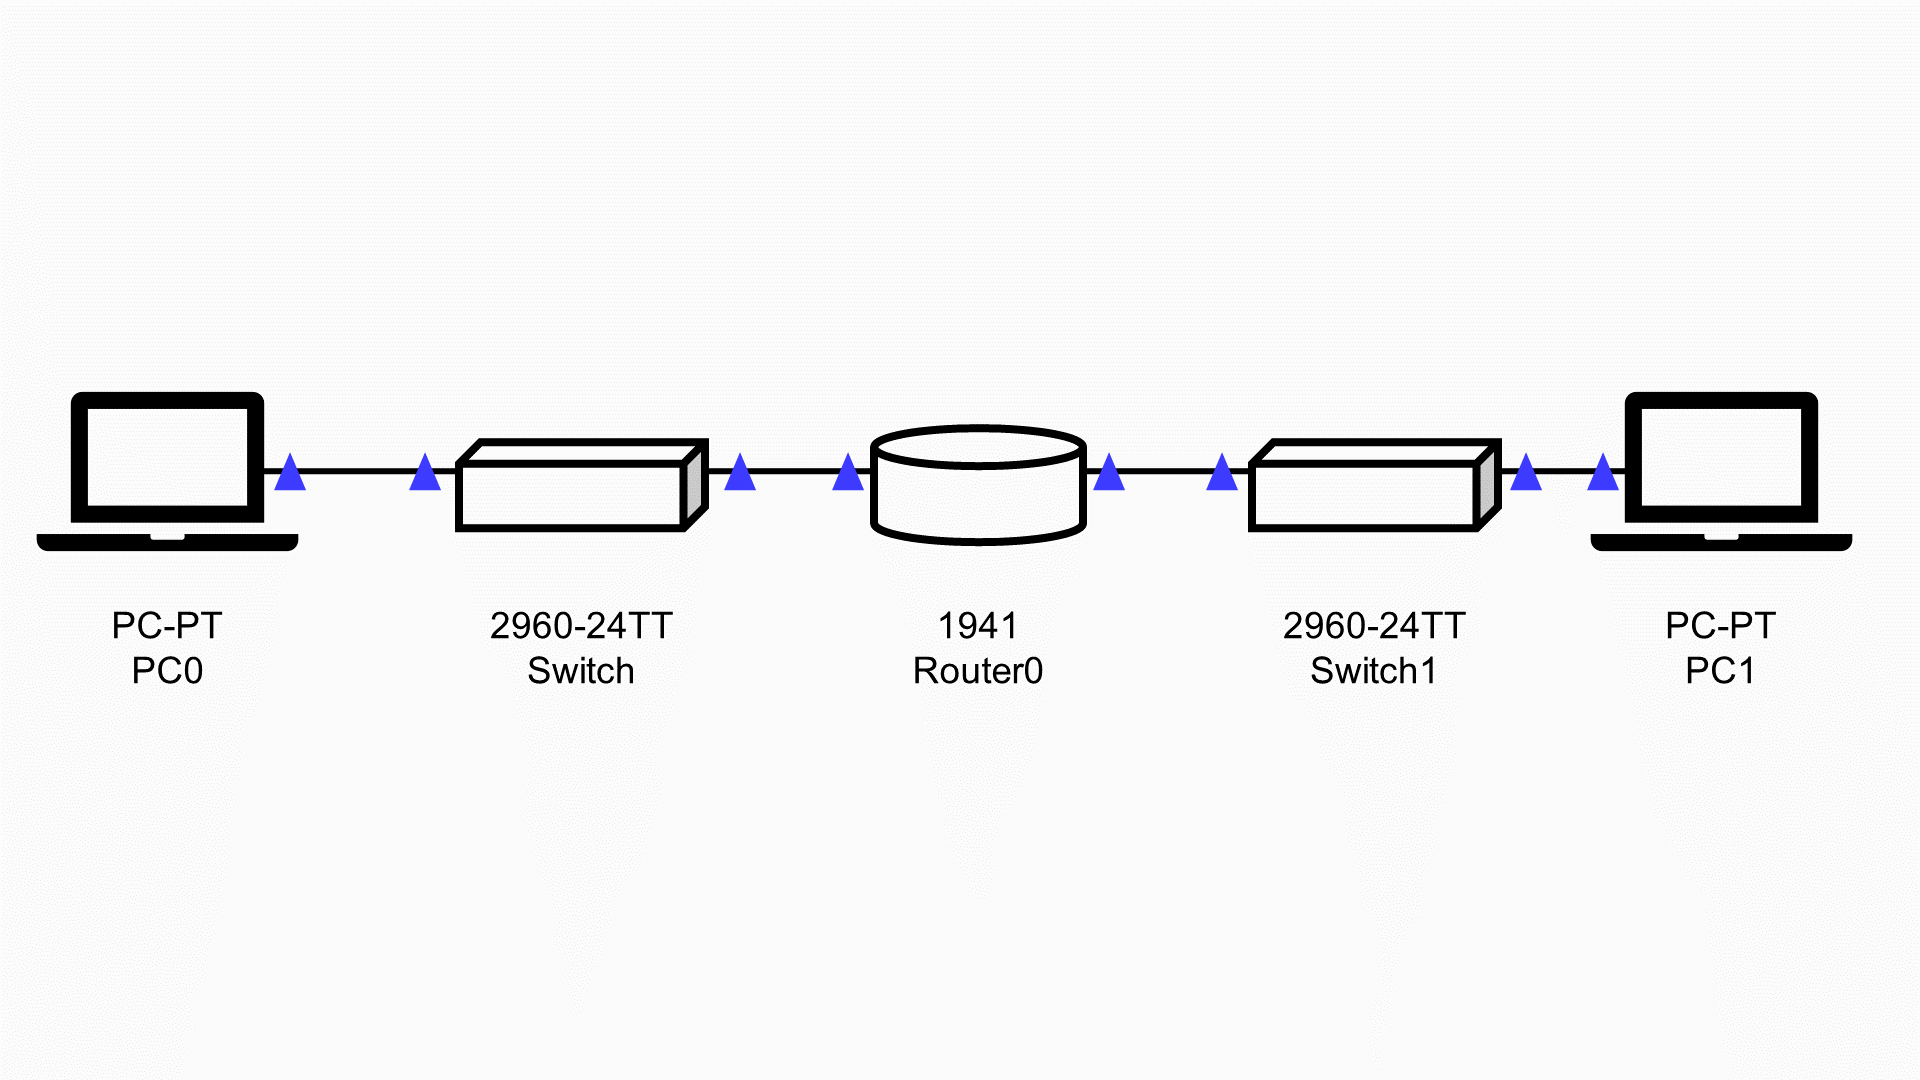 PC-PT
PC0
2960-24TT
Switch
1941
Router0
2960-24TT
Switch1
PC-PT
PC1